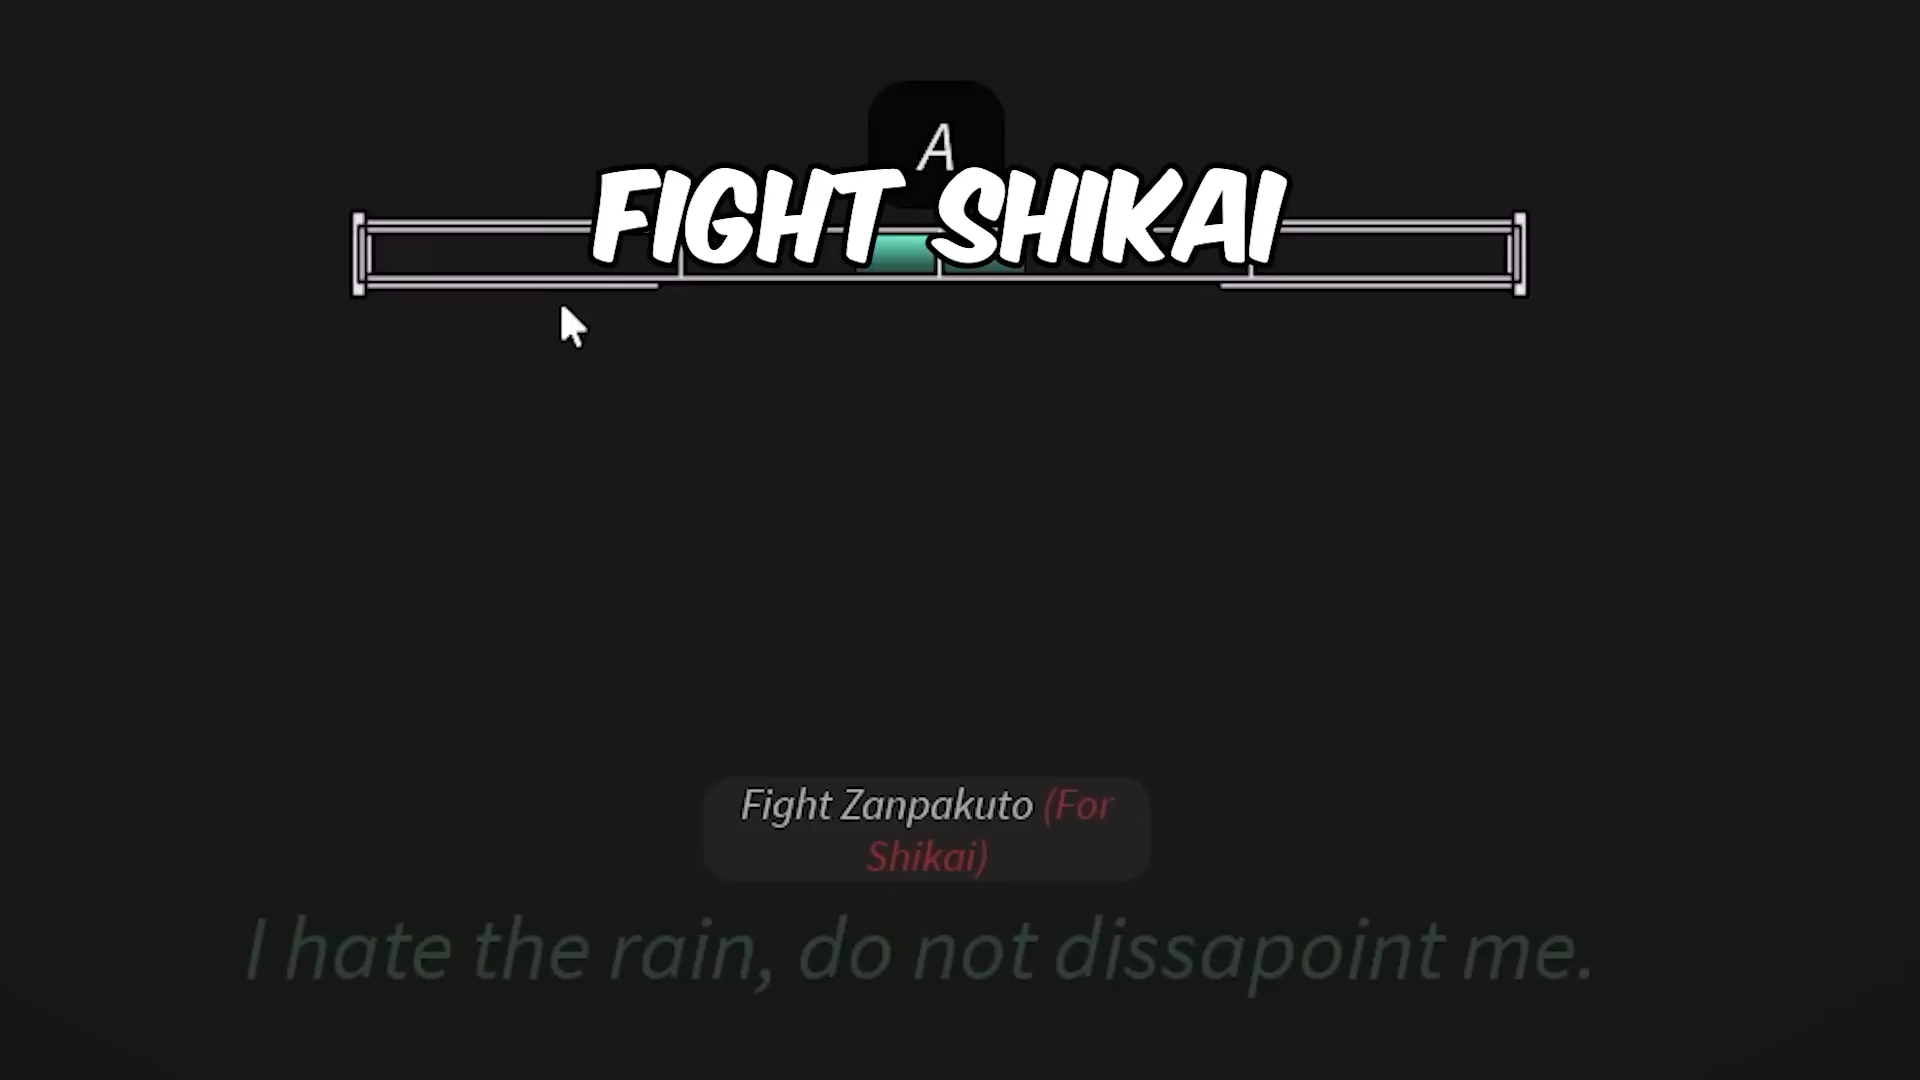 A
FIGHT SHIKAI
Fight Zanpakuto (For
Shikai)
I hate the rain, do not dissapoint me.